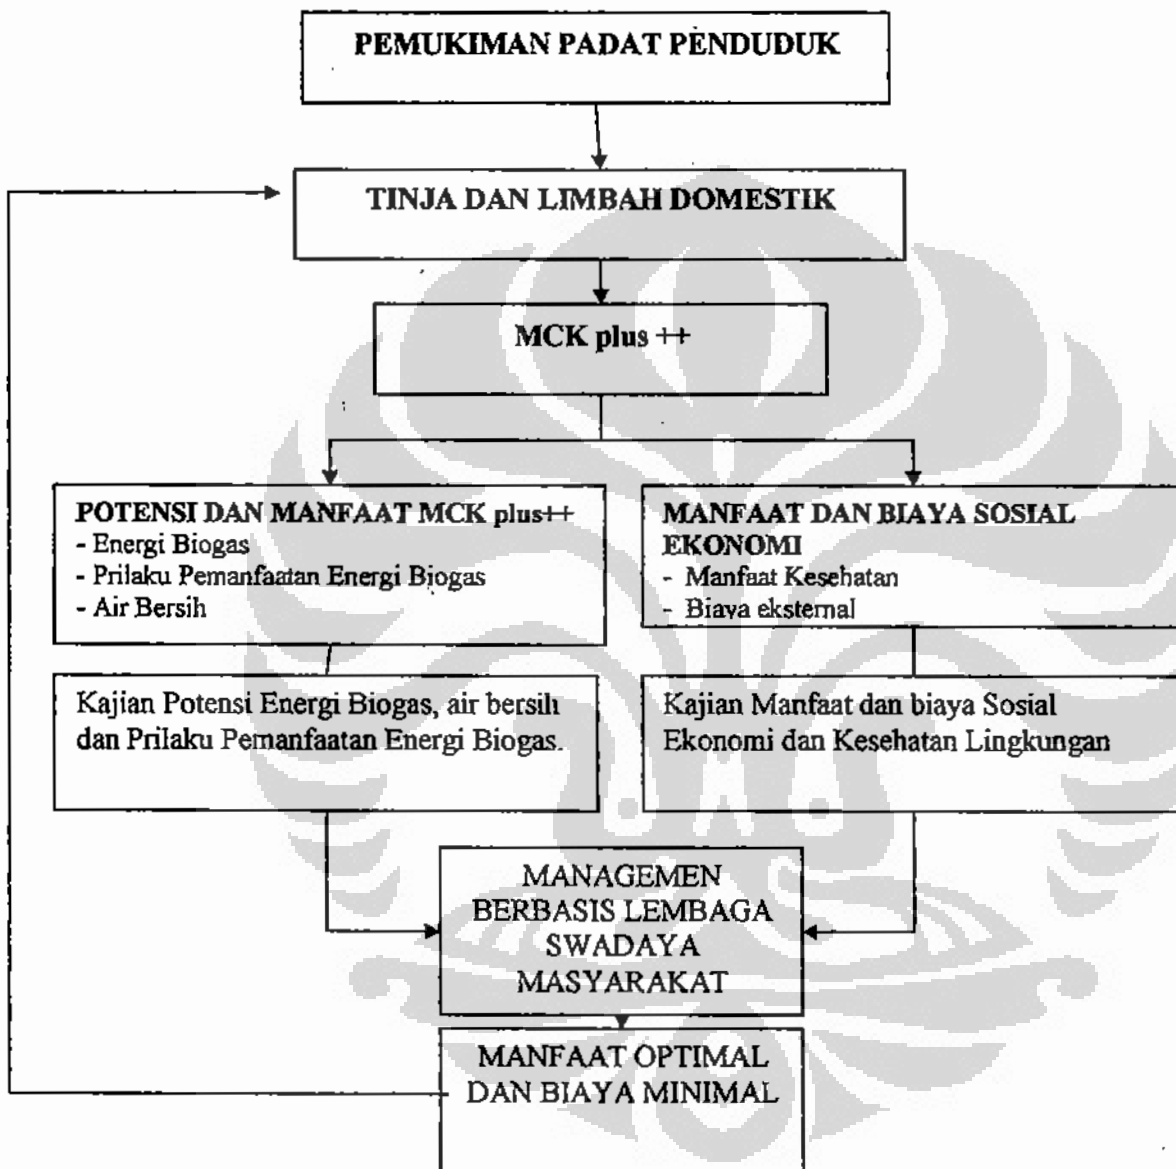 PEMUKIMAN PADAT PENDUDUK
TINJA DAN LIMBAH DOMESTIK
MCK plus ++
POTENSI DAN MANFAAT MCK plus++
- Energi Biogas
- Prilaku Pemanfaatan Energi Biogas
- Air Bersih
MANFAAT DAN BIAYA SOSIAL
EKONOMI
- Manfaat Kesehatan
- Biaya eksternal
Kajian Potensi Energi Biogas, air bersih
dan Prilaku Pemanfaatan Energi Biogas.
Kajian Manfaat dan biaya Sosial
Ekonomi dan Kesehatan Lingkungan
MANAGEMEN
BERBASIS LEMBAGA
SWADAYA
MASYARAKAT
MANFAAT OPTIMAL
DAN BIAYA MINIMAL